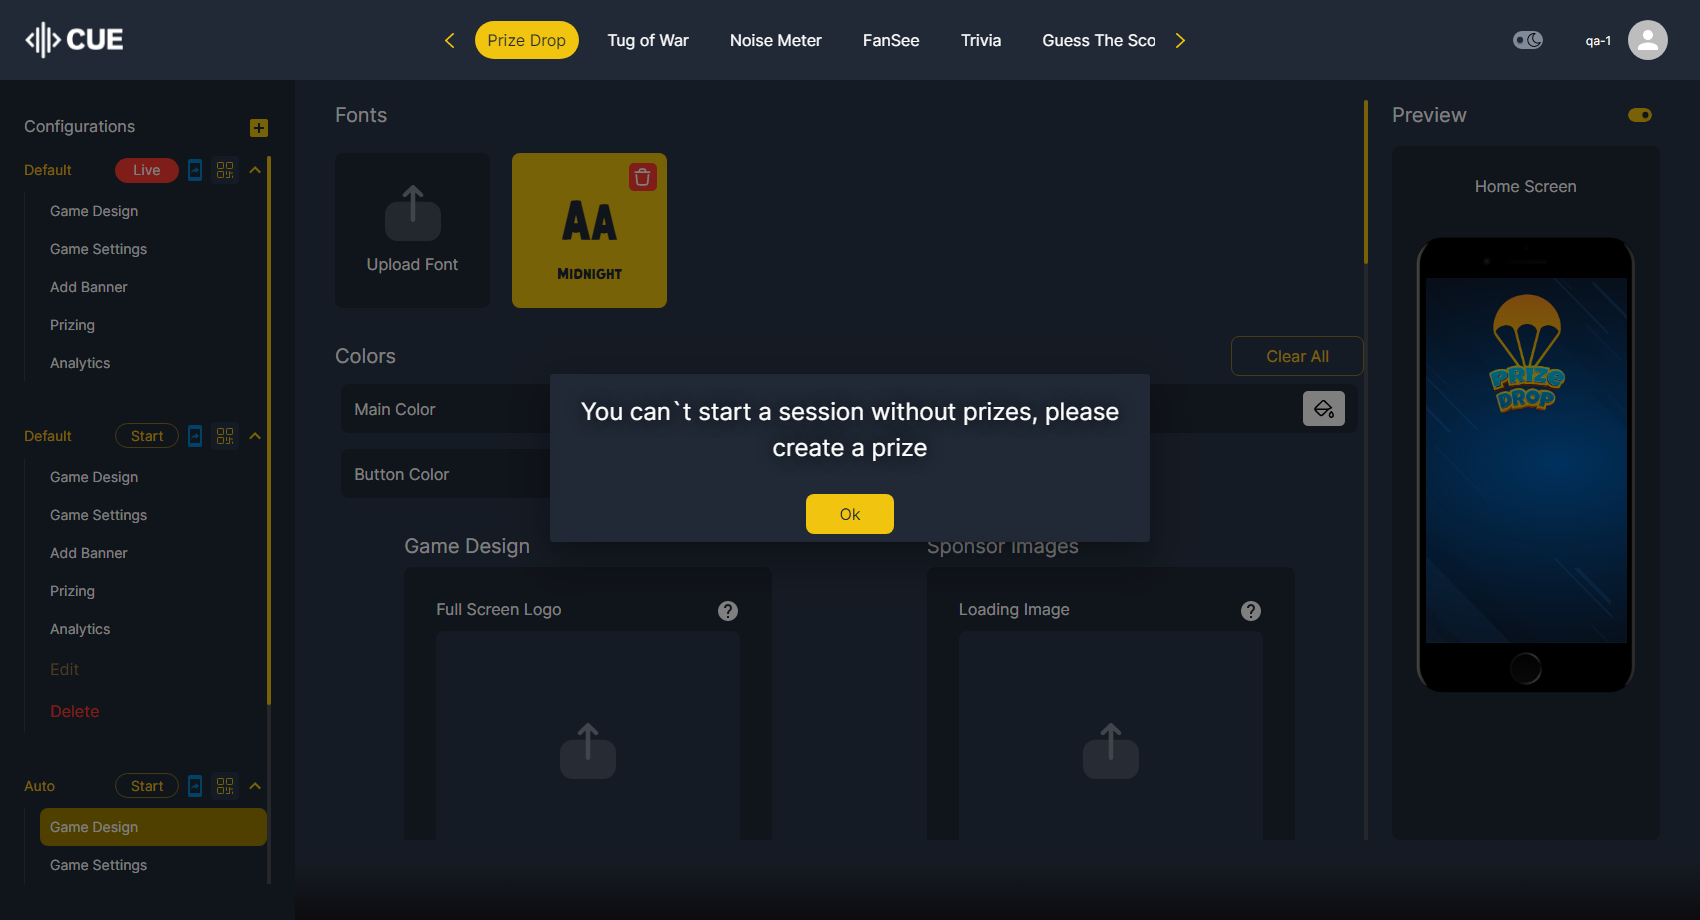 CUE
Prize Drop
Tug of War
Noise Meter
FanSee
Trivia
Guess The Sco
qa-1
Configurations
Default
Live
Game Design
Game Settings
Add Banner
Prizing
Analytics
Default
Start
Game Design
Game Settings
Add Banner
Prizing
Analytics
Edit
Delete
Auto
Start
Game Design
Game Settings
Fonts
Upload Font
AA
MIDNIGHT
Colors
Clear All
Main Color
Button Color
You can`t start a session without prizes, please
create a prize
Ok
Game Design
Full Screen Logo
Sponsor Images
Loading Image
Preview
Home Screen
PRIZE
DROP